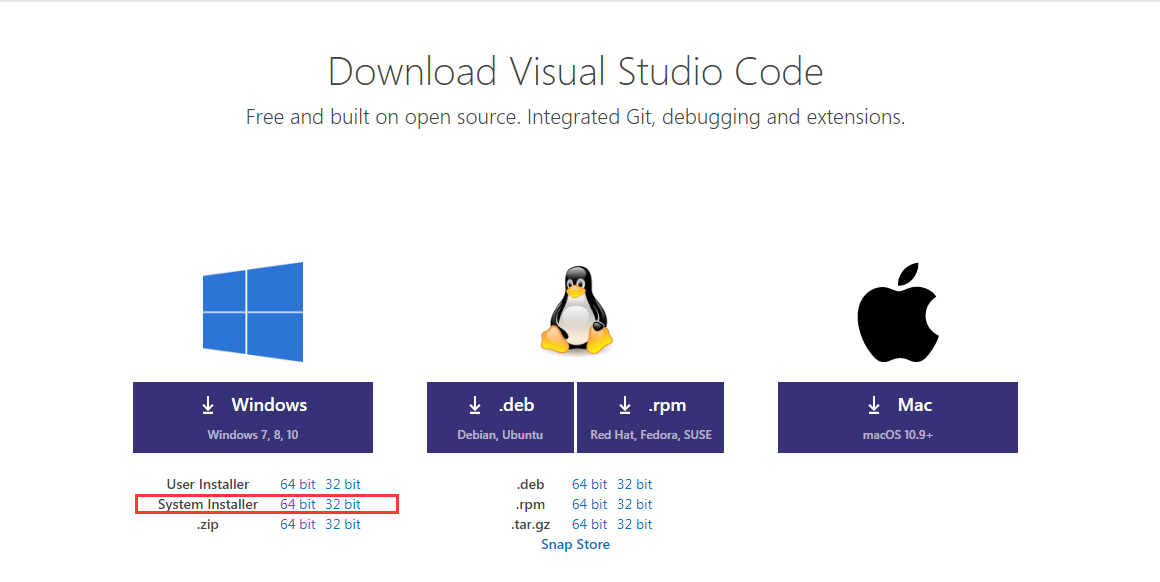 Download Visual Studio Code
Free and built on open source. Integrated Git, debugging and extensions.
Windows
Windows 7, 8, 10
User Installer 64 bit 32 bit
System Installer 64 bit 32 bit
.zip 64 bit 32 bit
.deb
Debian, Ubuntu
.rpm
Red Hat, Fedora, SUSE
.deb 64 bit 32 bit
.rpm 64 bit 32 bit
.tar.gz 64 bit 32 bit
Snap Store
Mac
macOS 10.9+